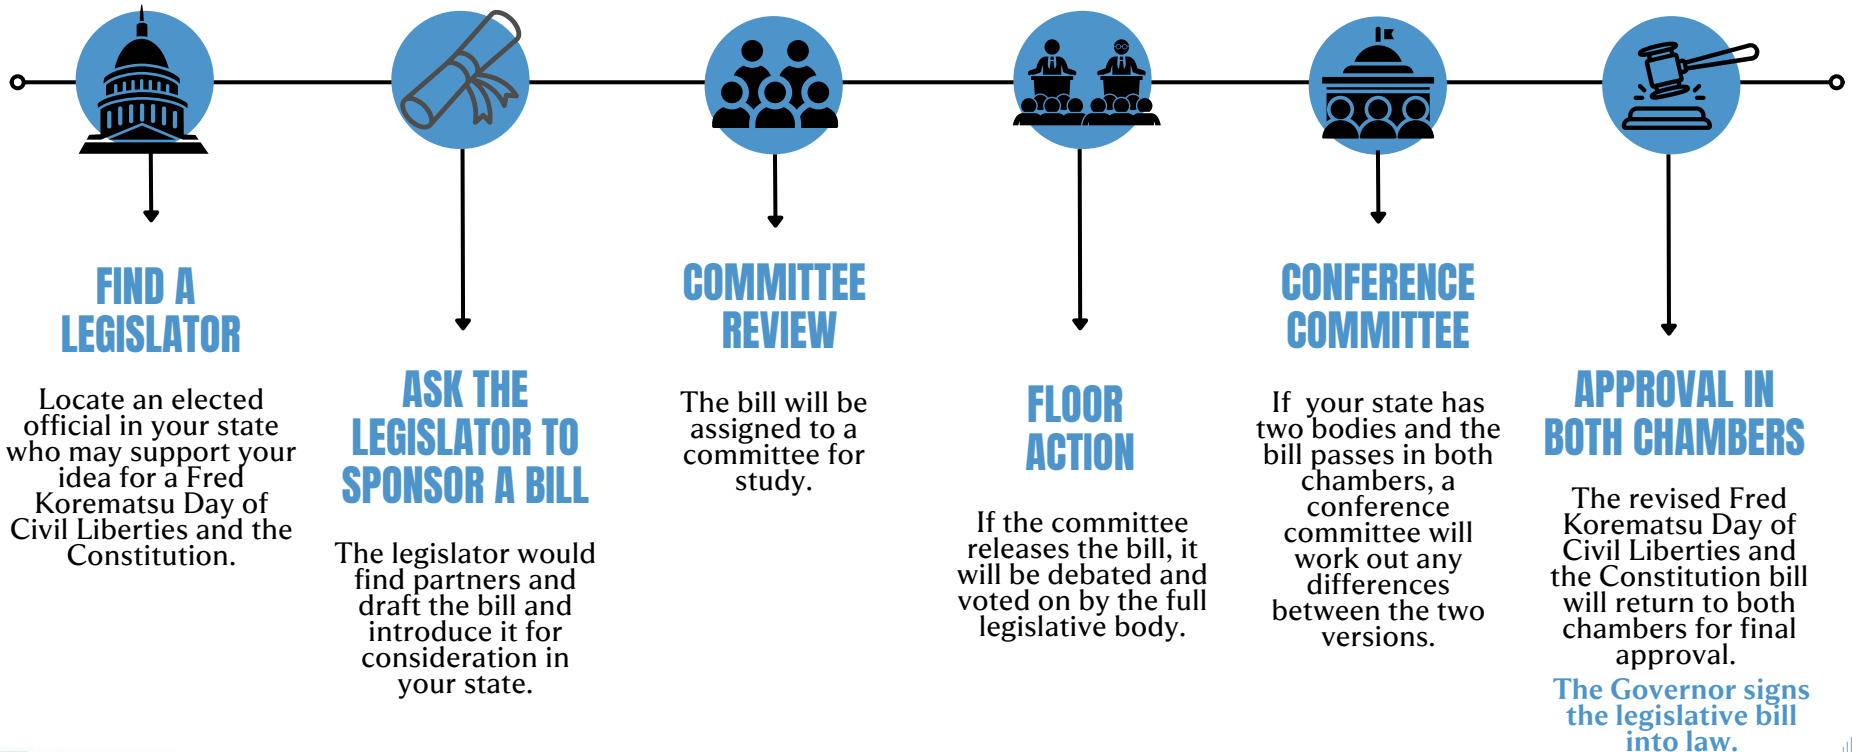 FIND A
LEGISLATOR
Locate an elected
official in your state
who may support your
idea for a Fred
Korematsu Day of
Civil Liberties and the
Constitution.
ASK THE
LEGISLATOR TO
SPONSOR A BILL
The legislator would
find partners and
draft the bill and
introduce it for
consideration in
your state.
COMMITTEE
REVIEW
The bill will be
assigned to a
committee for
study.
FLOOR
ACTION
If the committee
releases the bill, it
will be debated and
voted on by the full
legislative body.
CONFERENCE
COMMITTEE
If your state has
two bodies and the
bill passes in both
chambers, a
conference
committee will
work out any
differences
between the two
versions.
APPROVAL IN
BOTH CHAMBERS
The revised Fred
Korematsu Day of
Civil Liberties and
the Constitution bill
will return to both
chambers for final
approval.
The Governor signs
the legislative bill
into law.